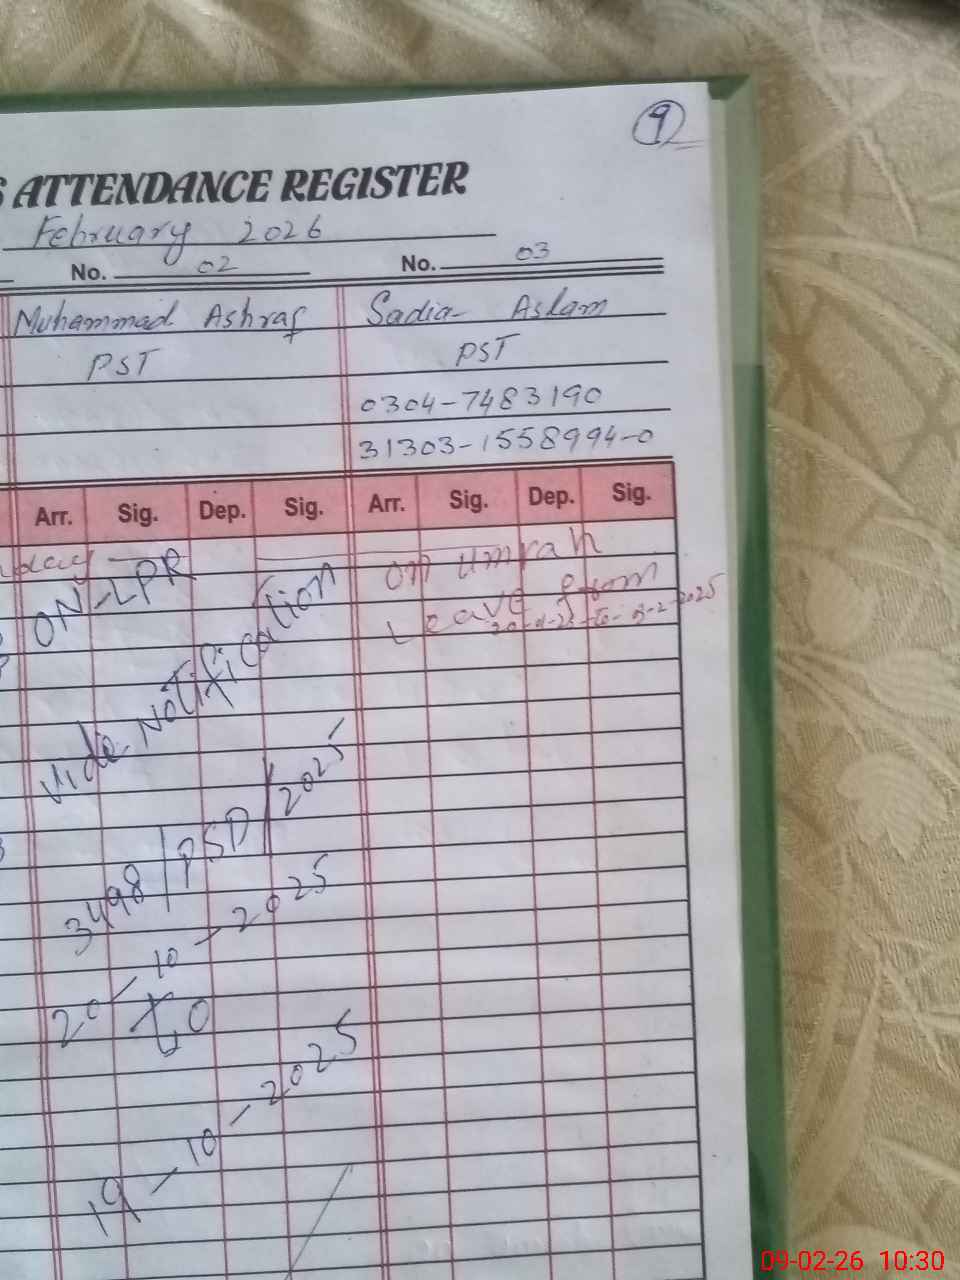 9
ATTENDANCE REGISTER
February 2026
No. 02 No. 03
Muhammad Ashraf Sadia Aslam
PST PST
0304-7483190
31303-1558994-0
Arr. Sig. Dep. Sig. Arr. Sig. Dep. Sig.
ON-LPR
on umrah
Leave from
Vide Notification
3498/PSD/2025
20-10-2025
to
19-10-2025
09-02-26 10:30